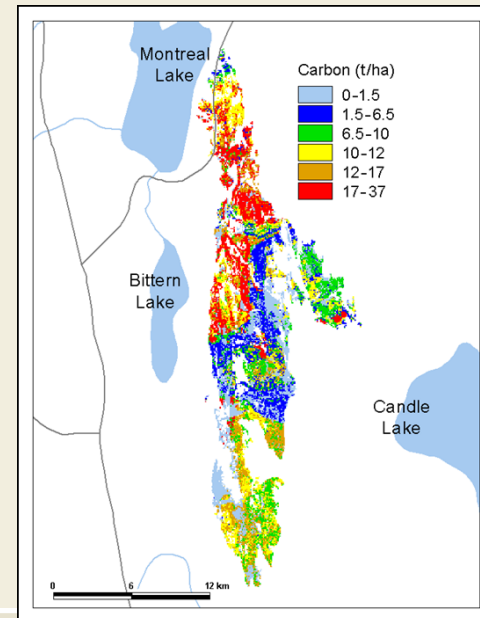 Montreal
Lake
Carbon (t/ha)
0-1.5
1.5-6.5
6.5-10
10-12
12-17
17-37
Bittern
Lake
Candle
Lake
0 6 12 km